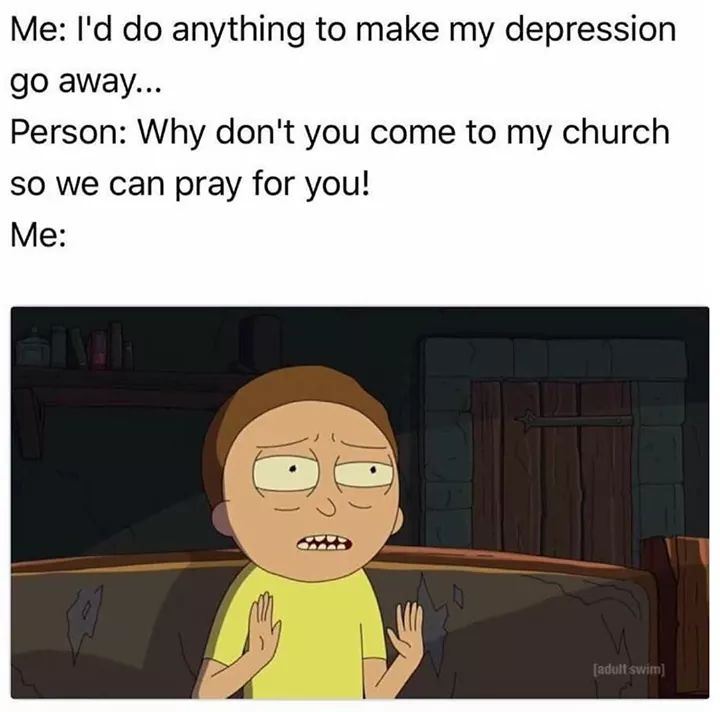 Me: I'd do anything to make my depression
go away...
Person: Why don't you come to my church
so we can pray for you!
Me:
[adult swim]